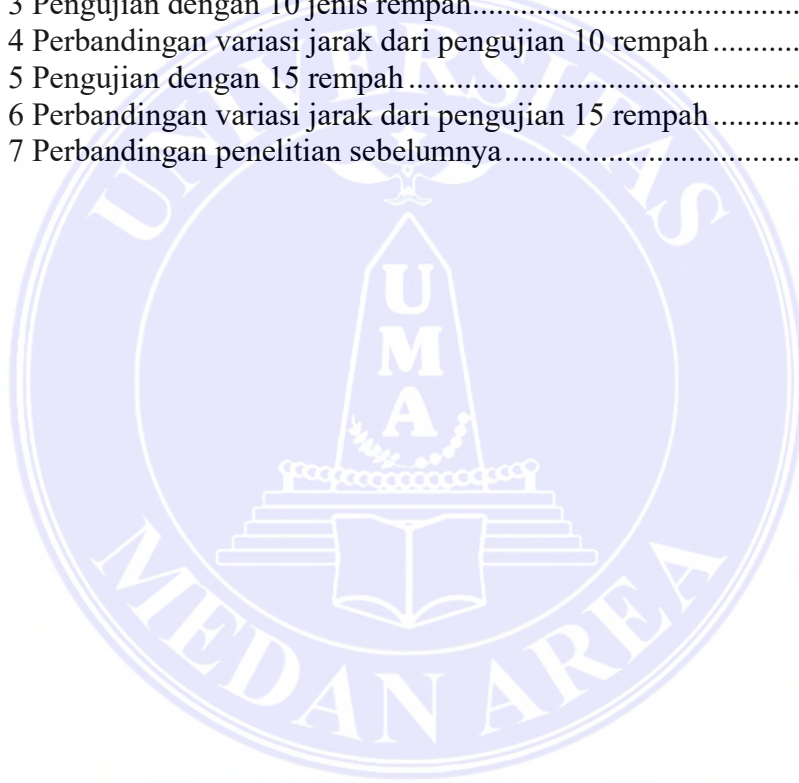 3 Pengujian dengan 10 jenis rempah..............................................
4 Perbandingan variasi jarak dari pengujian 10 rempah...........
5 Pengujian dengan 15 rempah.....................................................
6 Perbandingan variasi jarak dari pengujian 15 rempah...........
7 Perbandingan penelitian sebelumnya......................................
UNIVERSITAS
U
M
A
MEDAN AREA